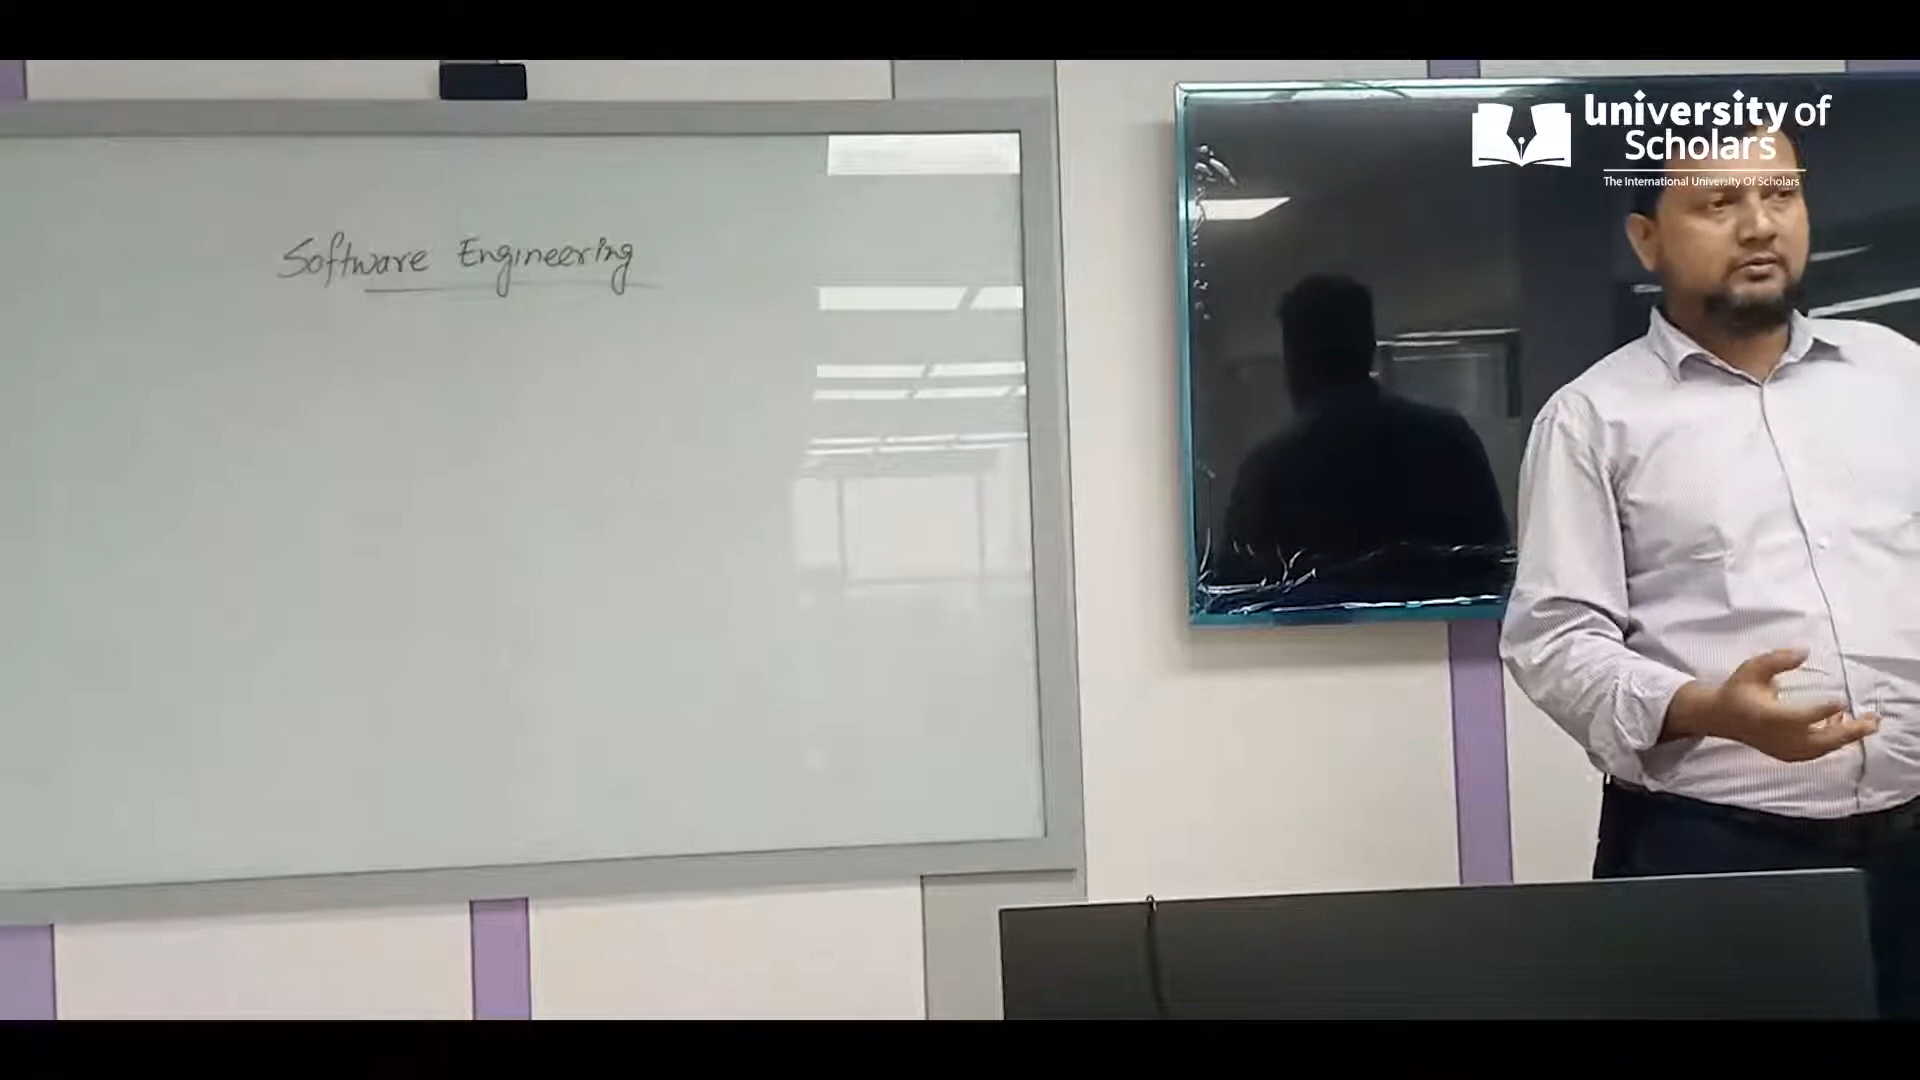 Software Engineering
University of
Scholars
The International University Of Scholars